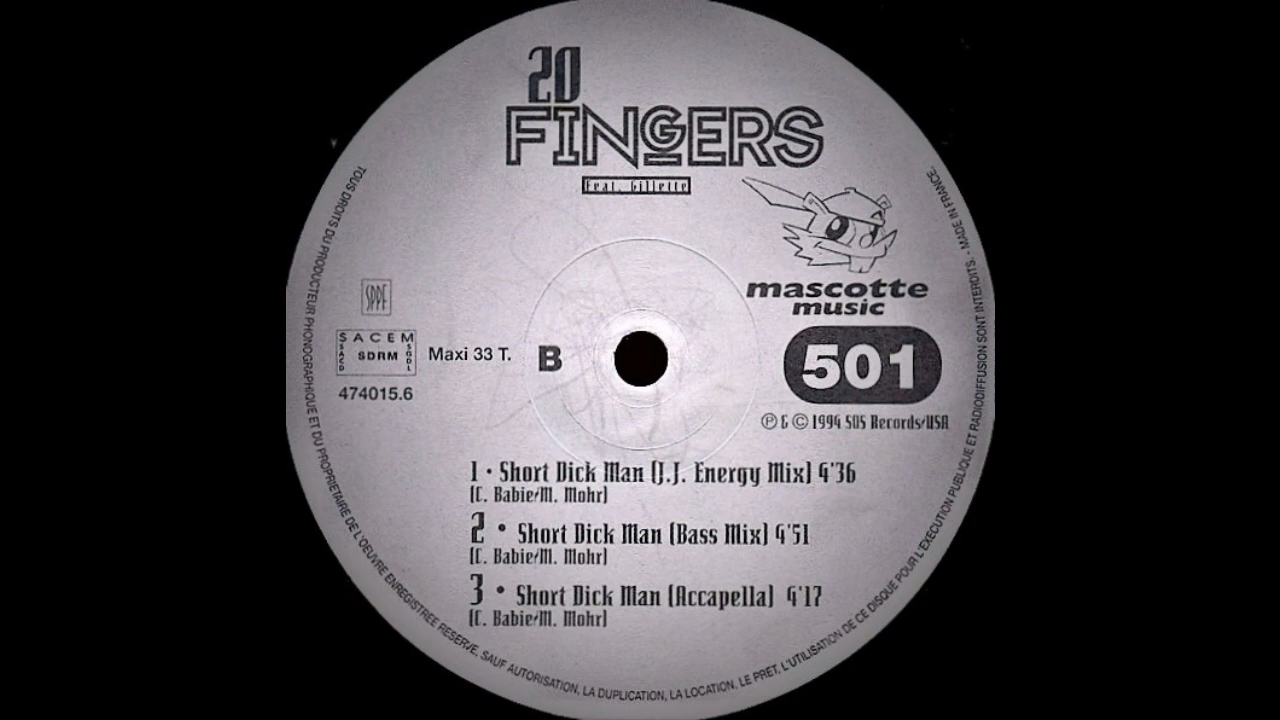 20
FINGERS
Feat. Gillette
mascotte
music
501
℗ & © 1994 SOS Records/USA
SPPF
SACEM
SACD
SDRM
SGDL
474015.6
Maxi 33 T.
B
1 • Short Dick Man (J.J. Energy Mix) 4'36
(C. Babie/M. Mohr)
2 • Short Dick Man (Bass Mix) 4'51
(C. Babie/M. Mohr)
3 • Short Dick Man (Accapella) 4'17
(C. Babie/M. Mohr)
TOUS DROITS DU PRODUCTEUR PHONOGRAPHIQUE ET DU PROPRIETAIRE DE L'OEUVRE ENREGISTREE RESERVE, SAUF AUTORISATION, LA DUPLICATION, LA LOCATION, LE PRET, L'UTILISATION DE CE DISQUE POUR L'EXECUTION PUBLIQUE ET RADIODIFFUSION SONT INTERDITS. - MADE IN FRANCE.